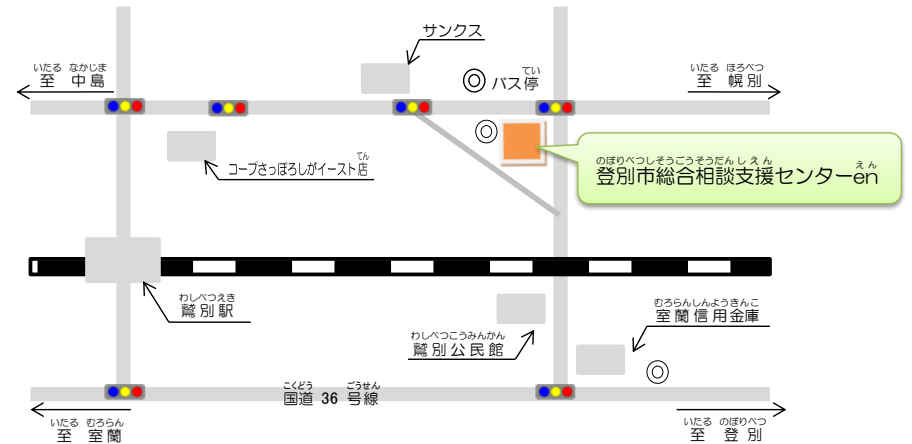 サンクス
いたる なかじま
至 中島
てい
バス停
いたる ほろべつ
至 幌別
てん
コープさっぽろしがイースト店
のぼりべつしそうごうそうだんしえん えん
登別市総合相談支援センターen
わしべつえき
鷲別駅
わしべつこうみんかん
鷲別公民館
むろらんしんようきんこ
室蘭信用金庫
こくどう ごうせん
国道 36 号線
いたる むろらん
至 室蘭
いたる のぼりべつ
至 登別